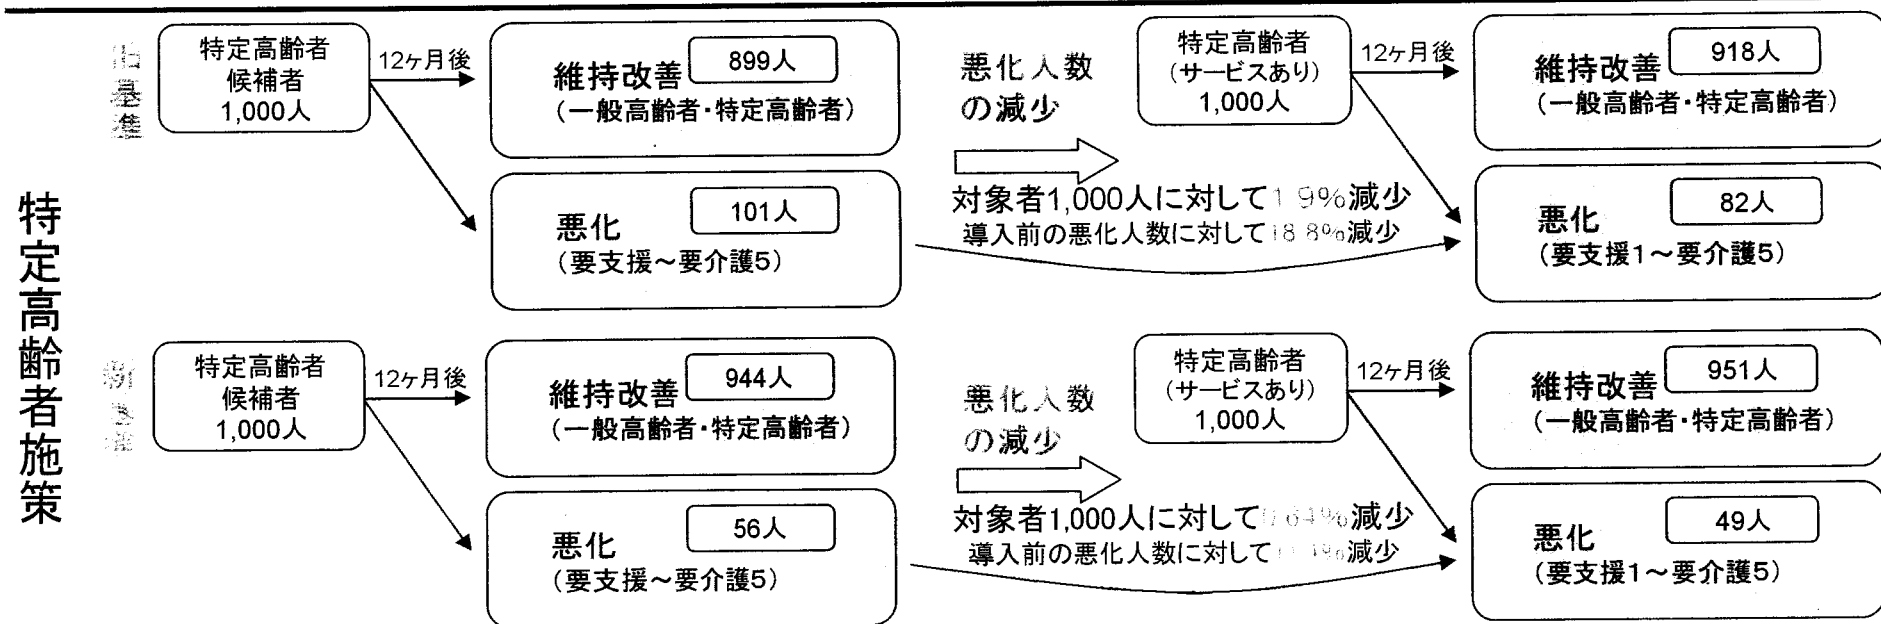 特定高齢者施策
旧基準
特定高齢者
候補者
1,000人
12ヶ月後
維持改善 899人
（一般高齢者・特定高齢者）
悪化 101人
（要支援～要介護5）
悪化人数
の減少
対象者1,000人に対して1.9%減少
導入前の悪化人数に対して18.8%減少
特定高齢者
（サービスあり）
1,000人
12ヶ月後
維持改善 918人
（一般高齢者・特定高齢者）
悪化 82人
（要支援1～要介護5）
新基準
特定高齢者
候補者
1,000人
12ヶ月後
維持改善 944人
（一般高齢者・特定高齢者）
悪化 56人
（要支援～要介護5）
悪化人数
の減少
対象者1,000人に対して0.64%減少
導入前の悪化人数に対して 減少
特定高齢者
（サービスあり）
1,000人
12ヶ月後
維持改善 951人
（一般高齢者・特定高齢者）
悪化 49人
（要支援1～要介護5）